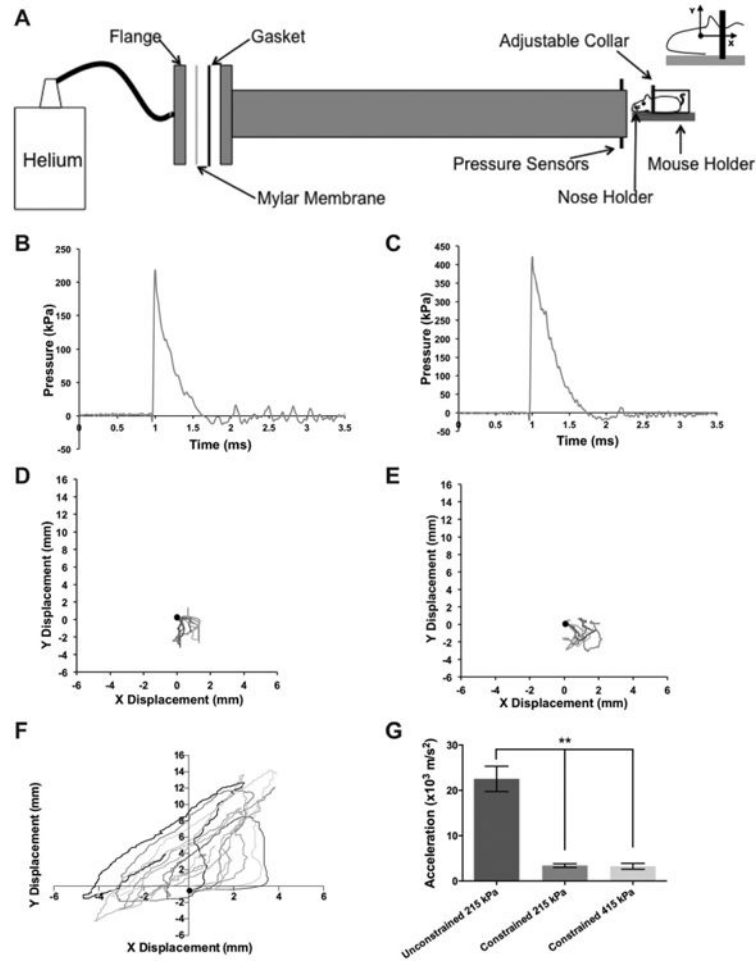 A
Flange
Gasket
Adjustable Collar
Y
X
Helium
Mylar Membrane
Pressure Sensors
Nose Holder
Mouse Holder
B
Pressure (kPa)
250
200
150
100
50
0
-50
0 0.5 1 1.5 2 2.5 3 3.5
Time (ms)
C
Pressure (kPa)
450
400
350
300
250
200
150
100
50
0
-50
0 0.5 1 1.5 2 2.5 3 3.5
Time (ms)
D
Y Displacement (mm)
16
14
12
10
8
6
4
2
0
-2
-4
-6
-6 -4 -2 0 2 4 6
X Displacement (mm)
E
Y Displacement (mm)
16
14
12
10
8
6
4
2
0
-2
-4
-6
-6 -4 -2 0 2 4 6
X Displacement (mm)
F
Y Displacement (mm)
16
14
12
10
8
6
4
2
0
-2
-4
-6
-6 -4 -2 0 2 4 6
X Displacement (mm)
G
Acceleration (x10³ m/s²)
30
20
10
0
**
Unconstrained 215 kPa
Constrained 215 kPa
Constrained 415 kPa